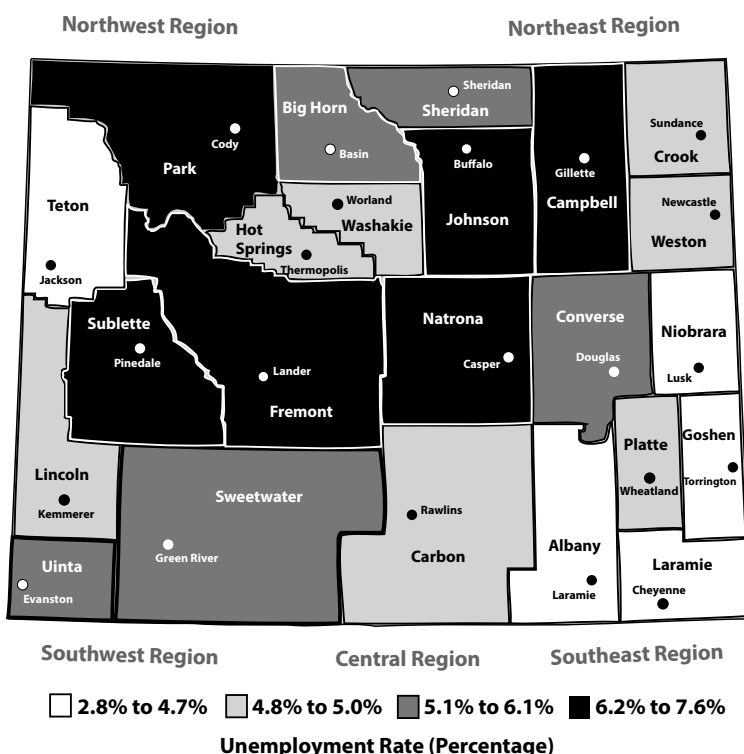 Northwest Region
Northeast Region
Sheridan
Big Horn
Sheridan
Sundance
Cody
Basin
Buffalo
Gillette
Crook
Park
Worland
Newcastle
Teton
Washakie
Johnson
Campbell
Hot
Springs
Weston
Thermopolis
Jackson
Sublette
Natrona
Converse
Niobrara
Pinedale
Casper
Douglas
Lander
Lusk
Fremont
Platte
Goshen
Lincoln
Wheatland
Torrington
Kemmerer
Sweetwater
Rawlins
Green River
Carbon
Albany
Laramie
Uinta
Evanston
Laramie
Cheyenne
Southwest Region
Central Region
Southeast Region
2.8% to 4.7%
4.8% to 5.0%
5.1% to 6.1%
6.2% to 7.6%
Unemployment Rate (Percentage)